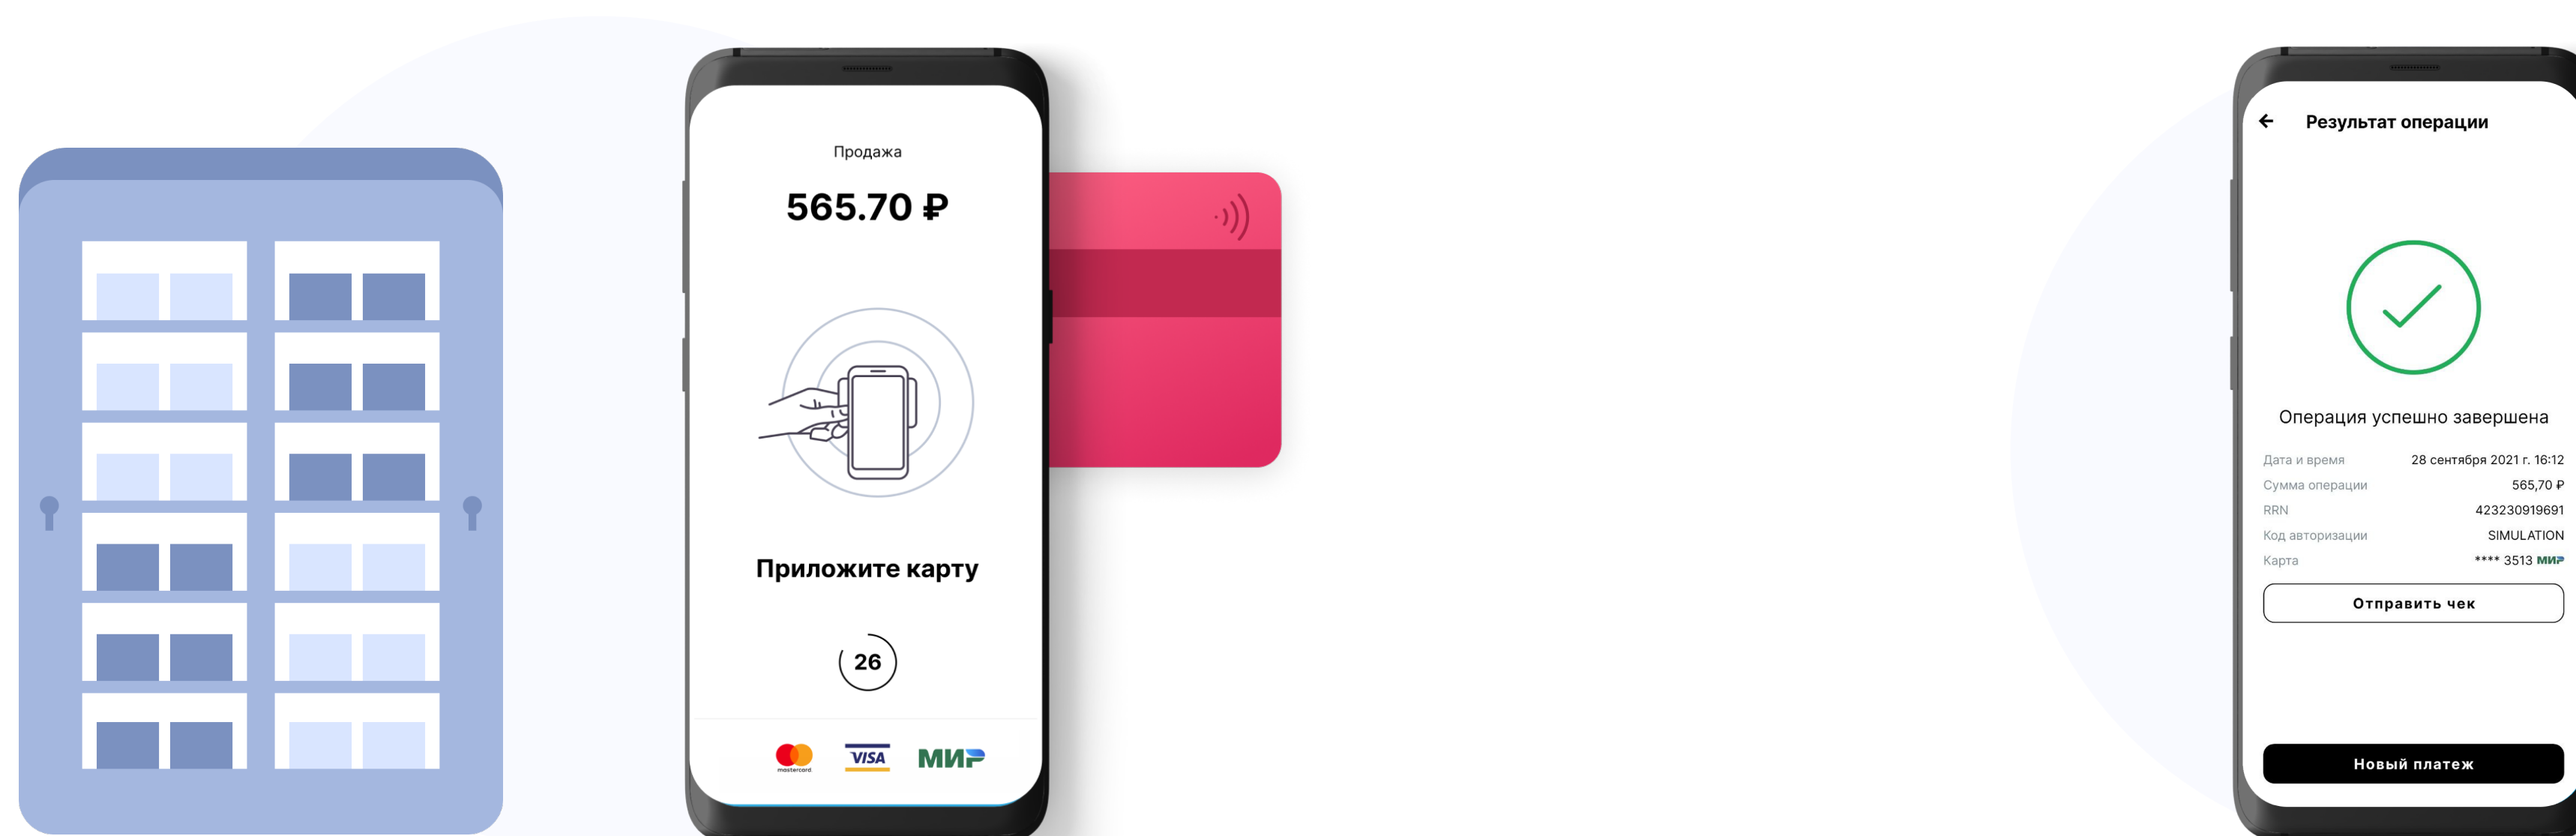 Продажа
565.70 ₽
Приложите карту
26
mastercard.
VISA
МИР
Результат операции
Операция успешно завершена
Дата и время 28 сентября 2021 г. 16:12
Сумма операции 565,70 ₽
RRN 423230919691
Код авторизации SIMULATION
Карта **** 3513 МИР
Отправить чек
Новый платеж